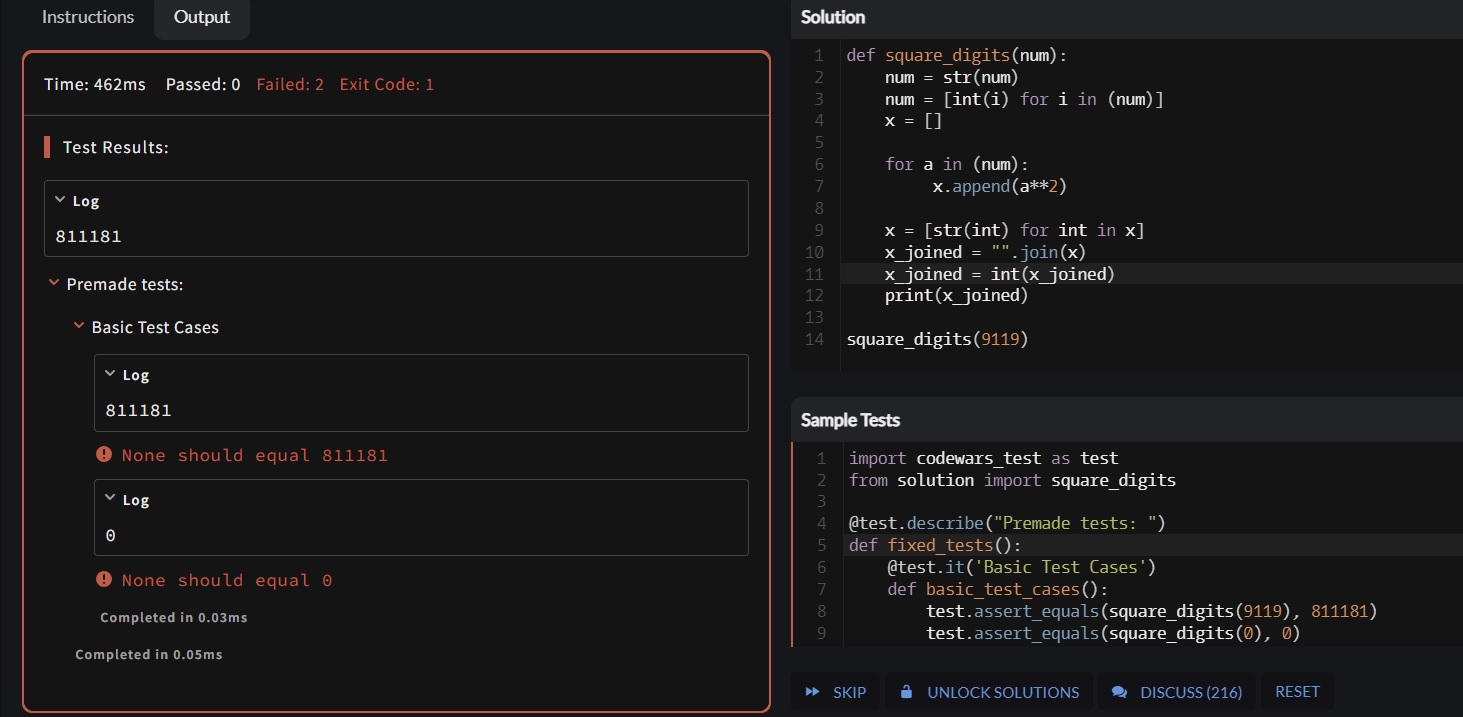 Instructions Output
Time: 462ms Passed: 0 Failed: 2 Exit Code: 1
Test Results:
Log
811181
Premade tests:
Basic Test Cases
Log
811181
None should equal 811181
Log
0
None should equal 0
Completed in 0.03ms
Completed in 0.05ms
Solution
1 def square_digits(num):
2     num = str(num)
3     num = [int(i) for i in (num)]
4     x = []
5
6     for a in (num):
7          x.append(a**2)
8
9     x = [str(int) for int in x]
10     x_joined = "".join(x)
11     x_joined = int(x_joined)
12     print(x_joined)
13
14 square_digits(9119)
Sample Tests
1 import codewars_test as test
2 from solution import square_digits
3
4 @test.describe("Premade tests: ")
5 def fixed_tests():
6     @test.it('Basic Test Cases')
7     def basic_test_cases():
8         test.assert_equals(square_digits(9119), 811181)
9         test.assert_equals(square_digits(0), 0)
SKIP UNLOCK SOLUTIONS DISCUSS (216) RESET